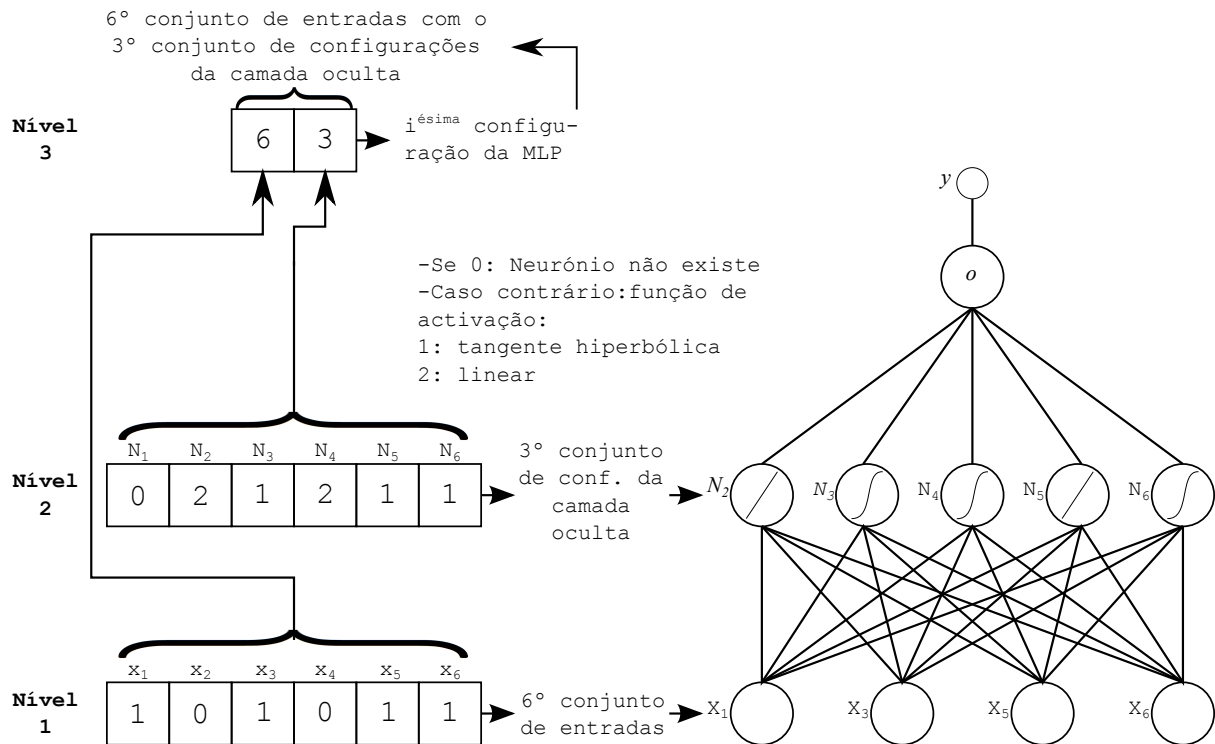 6º conjunto de entradas com o
3º conjunto de configurações
da camada oculta
Nível
3
6 3
iésima configu-
ração da MLP
-Se 0: Neurónio não existe
-Caso contrário:função de
activação:
1: tangente hiperbólica
2: linear
Nível
2
N1 N2 N3 N4 N5 N6
0 2 1 2 1 1
3º conjunto
de conf. da
camada
oculta
Nível
1
x1 x2 x3 x4 x5 x6
1 0 1 0 1 1
6º conjunto
de entradas
y
o
N2 N3 N4 N5 N6
X1 X3 X5 X6